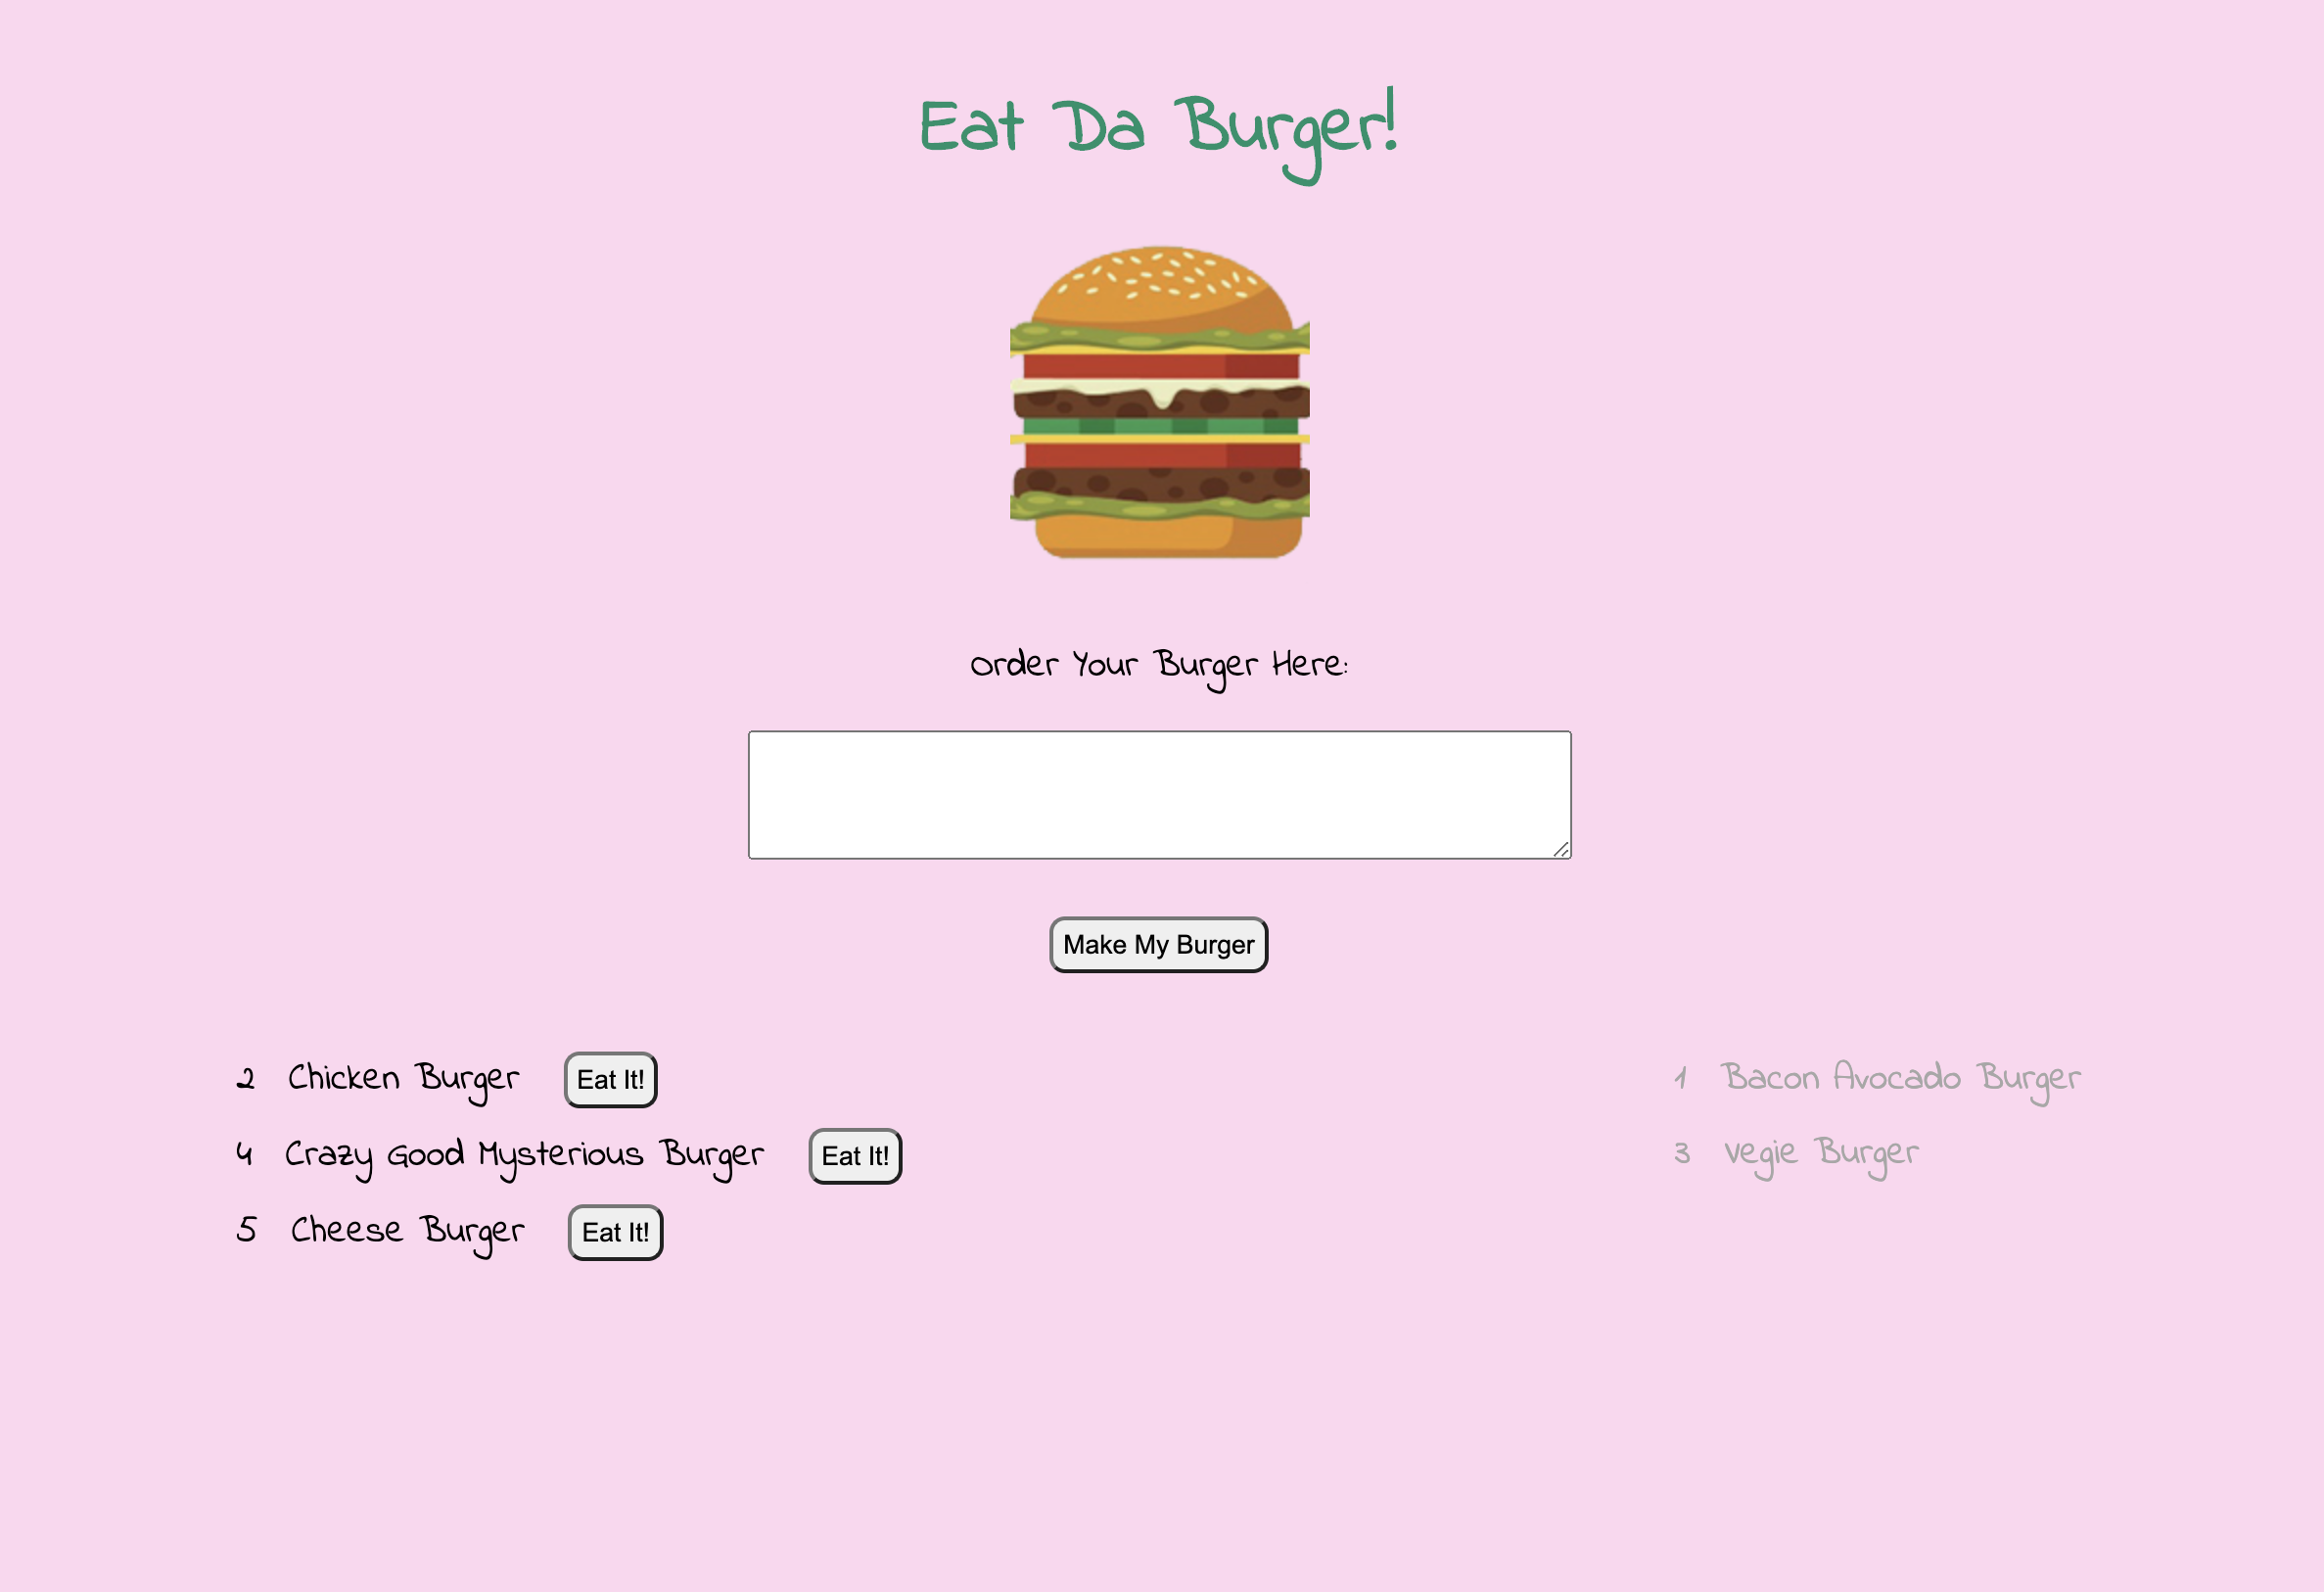 Eat Da Burger!
Order Your Burger Here:
Make My Burger
2 Chicken Burger Eat It!
4 Crazy Good Mysterious Burger Eat It!
5 Cheese Burger Eat It!
1 Bacon Avocado Burger
3 Vegie Burger